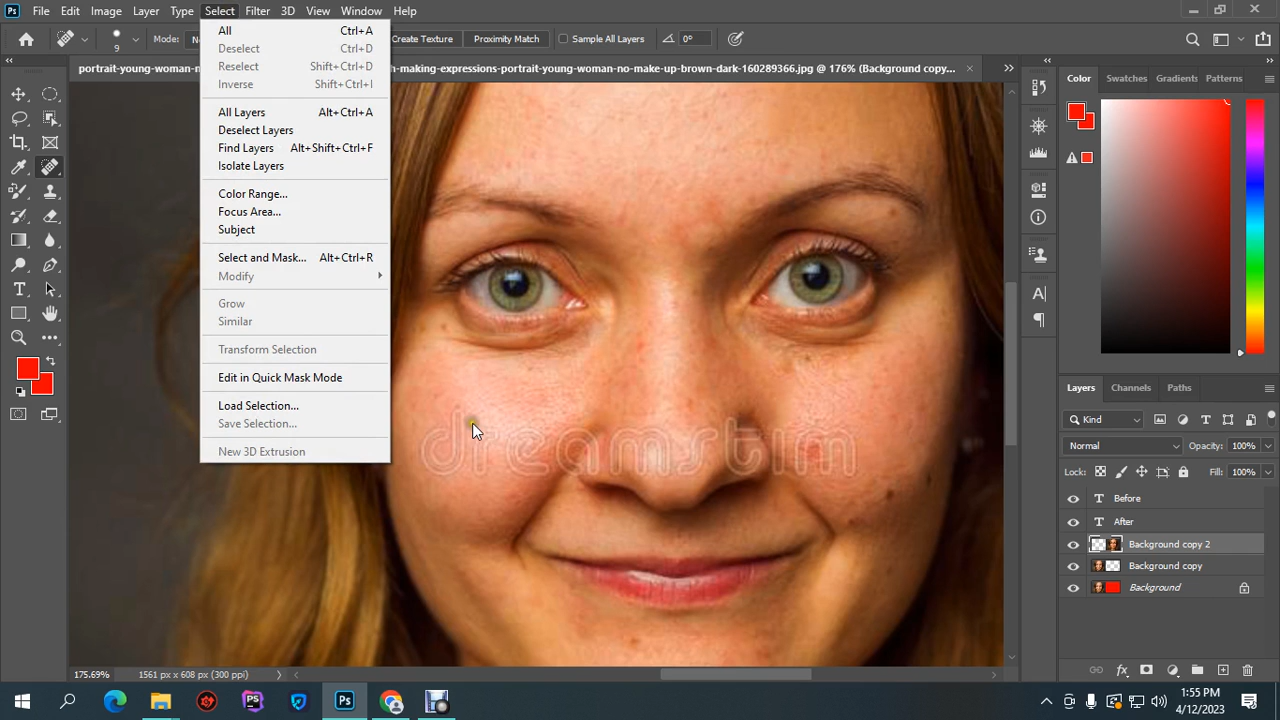 Ps File Edit Image Layer Type Select Filter 3D View Window Help
9 Mode: Create Texture Proximity Match Sample All Layers 0°
portrait-young-woman-n -making-expressions-portrait-young-woman-no-make-up-brown-dark-160289366.jpg @ 176% (Background copy...
All Ctrl+A
Deselect Ctrl+D
Reselect Shift+Ctrl+D
Inverse Shift+Ctrl+I
All Layers Alt+Ctrl+A
Deselect Layers
Find Layers Alt+Shift+Ctrl+F
Isolate Layers
Color Range...
Focus Area...
Subject
Select and Mask... Alt+Ctrl+R
Modify
Grow
Similar
Transform Selection
Edit in Quick Mask Mode
Load Selection...
Save Selection...
New 3D Extrusion
dreamstim
Color Swatches Gradients Patterns
Layers Channels Paths
Kind
Normal Opacity: 100%
Lock: Fill: 100%
T Before
T After
Background copy 2
Background copy
Background
175.69% 1561 px x 608 px (300 ppi)
PS Ps
1:55 PM
4/12/2023